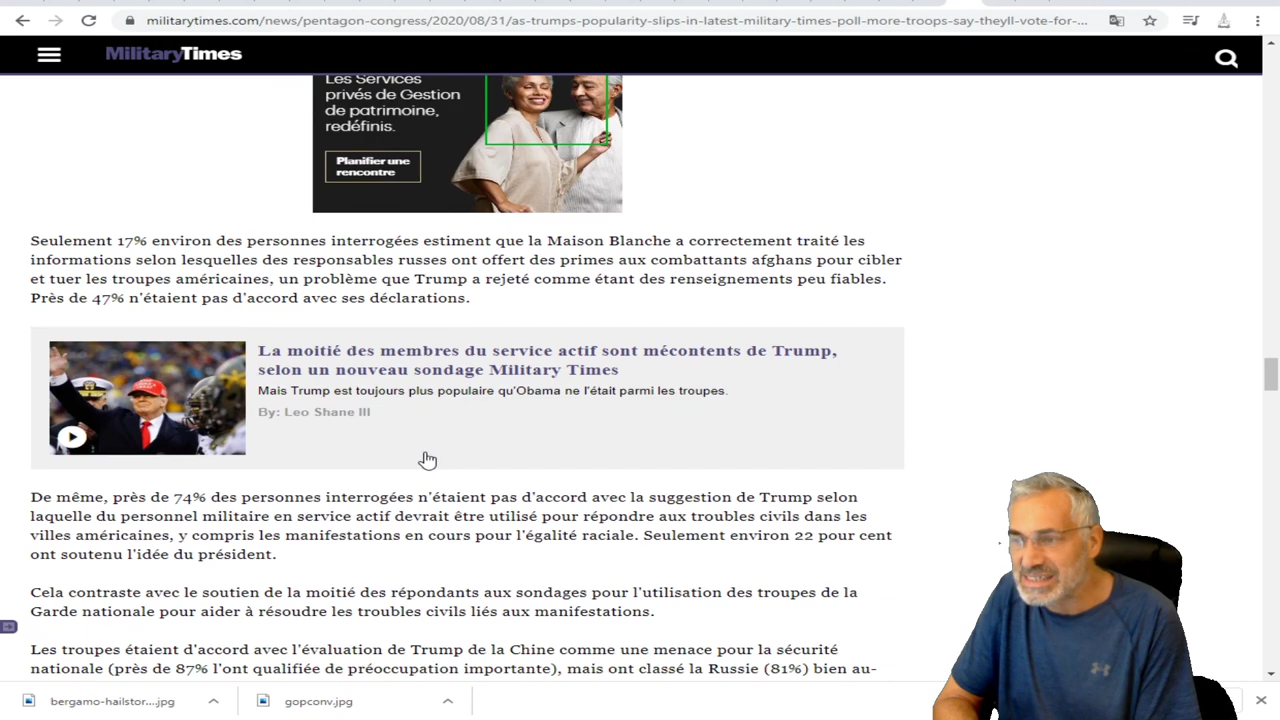 militarytimes.com/news/pentagon-congress/2020/08/31/as-trumps-popularity-slips-in-latest-military-times-poll-more-troops-say-theyll-vote-for-...
MilitaryTimes
Les Services
privés de Gestion
de patrimoine,
redéfinis.
Planifier une
rencontre
Seulement 17% environ des personnes interrogées estiment que la Maison Blanche a correctement traité les
informations selon lesquelles des responsables russes ont offert des primes aux combattants afghans pour cibler
et tuer les troupes américaines, un problème que Trump a rejeté comme étant des renseignements peu fiables.
Près de 47% n'étaient pas d'accord avec ses déclarations.
La moitié des membres du service actif sont mécontents de Trump,
selon un nouveau sondage Military Times
Mais Trump est toujours plus populaire qu'Obama ne l'était parmi les troupes.
By: Leo Shane III
De même, près de 74% des personnes interrogées n'étaient pas d'accord avec la suggestion de Trump selon
laquelle du personnel militaire en service actif devrait être utilisé pour répondre aux troubles civils dans les
villes américaines, y compris les manifestations en cours pour l'égalité raciale. Seulement environ 22 pour cent
ont soutenu l'idée du président.
Cela contraste avec le soutien de la moitié des répondants aux sondages pour l'utilisation des troupes de la
Garde nationale pour aider à résoudre les troubles civils liés aux manifestations.
Les troupes étaient d'accord avec l'évaluation de Trump de la Chine comme une menace pour la sécurité
nationale (près de 87% l'ont qualifiée de préoccupation importante), mais ont classé la Russie (81%) bien au-
bergamo-hailstor....jpg
gopconv.jpg